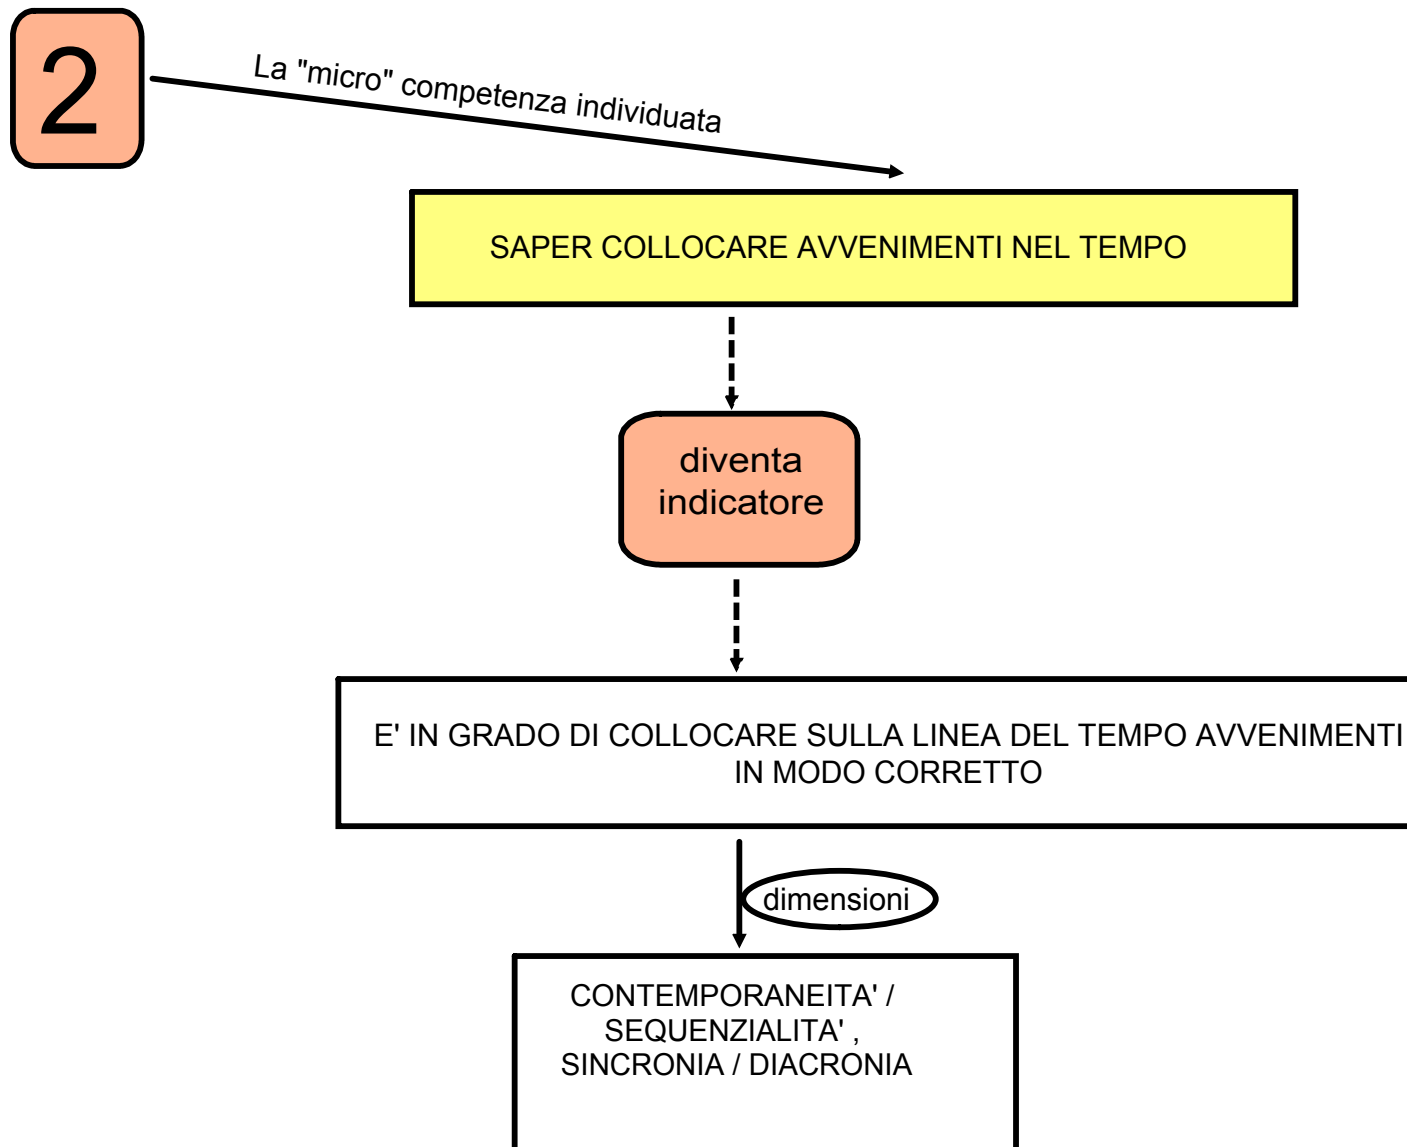 2
La "micro" competenza individuata
SAPER COLLOCARE AVVENIMENTI NEL TEMPO
diventa
indicatore
E' IN GRADO DI COLLOCARE SULLA LINEA DEL TEMPO AVVENIMENTI
IN MODO CORRETTO
dimensioni
CONTEMPORANEITA' /
SEQUENZIALITA' ,
SINCRONIA / DIACRONIA